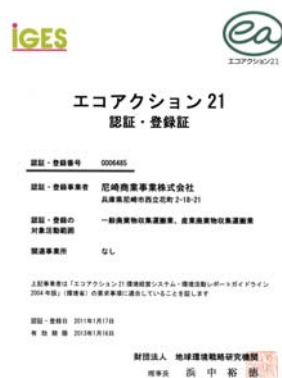 iGES
ea
エコアクション21
エコアクション 21
認証・登録証
認証・登録番号 0006485
認証・登録事業者 尼崎商業事業株式会社
兵庫県尼崎市西立花町 2-18-21
認証・登録の 一般廃棄物収集運搬業、産業廃棄物収集運搬業
対象活動範囲
関連事業所 なし
上記事業者は「エコアクション21 環境経営システム・環境活動レポートガイドライン
2004 年版」(環境省) の要求事項に適合していることを証します
認証・登録日 2011年1月17日
有 効 期 限 2013年1月16日
財団法人 地球環境戦略研究機関
理事長 浜 中 裕 徳